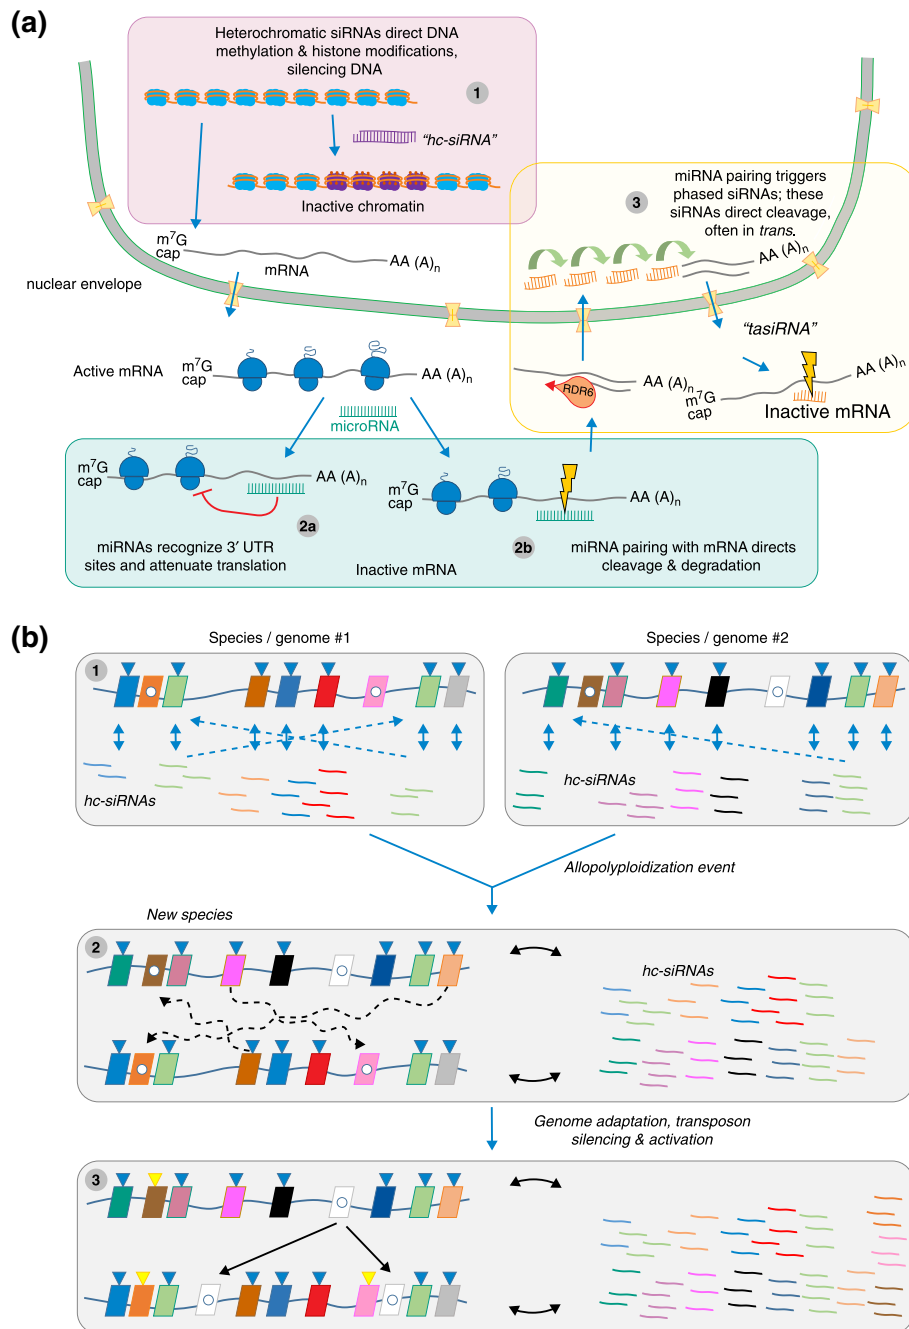 (a)
Heterochromatic siRNAs direct DNA
methylation & histone modifications,
silencing DNA
1
"hc-siRNA"
Inactive chromatin
miRNA pairing triggers
phased siRNAs; these
siRNAs direct cleavage,
often in trans.
3
m⁷G
cap
mRNA
AA (A)ₙ
AA (A)ₙ
nuclear envelope
"tasiRNA"
Active mRNA
m⁷G
cap
AA (A)ₙ
RDR6
AA (A)ₙ
AA (A)ₙ
m⁷G
cap
Inactive mRNA
microRNA
m⁷G
cap
AA (A)ₙ
m⁷G
cap
AA (A)ₙ
2a
2b
miRNAs recognize 3′ UTR
sites and attenuate translation
Inactive mRNA
miRNA pairing with mRNA directs
cleavage & degradation
(b)
Species / genome #1
Species / genome #2
1
hc-siRNAs
hc-siRNAs
Allopolyploidization event
New species
2
hc-siRNAs
Genome adaptation, transposon
silencing & activation
3